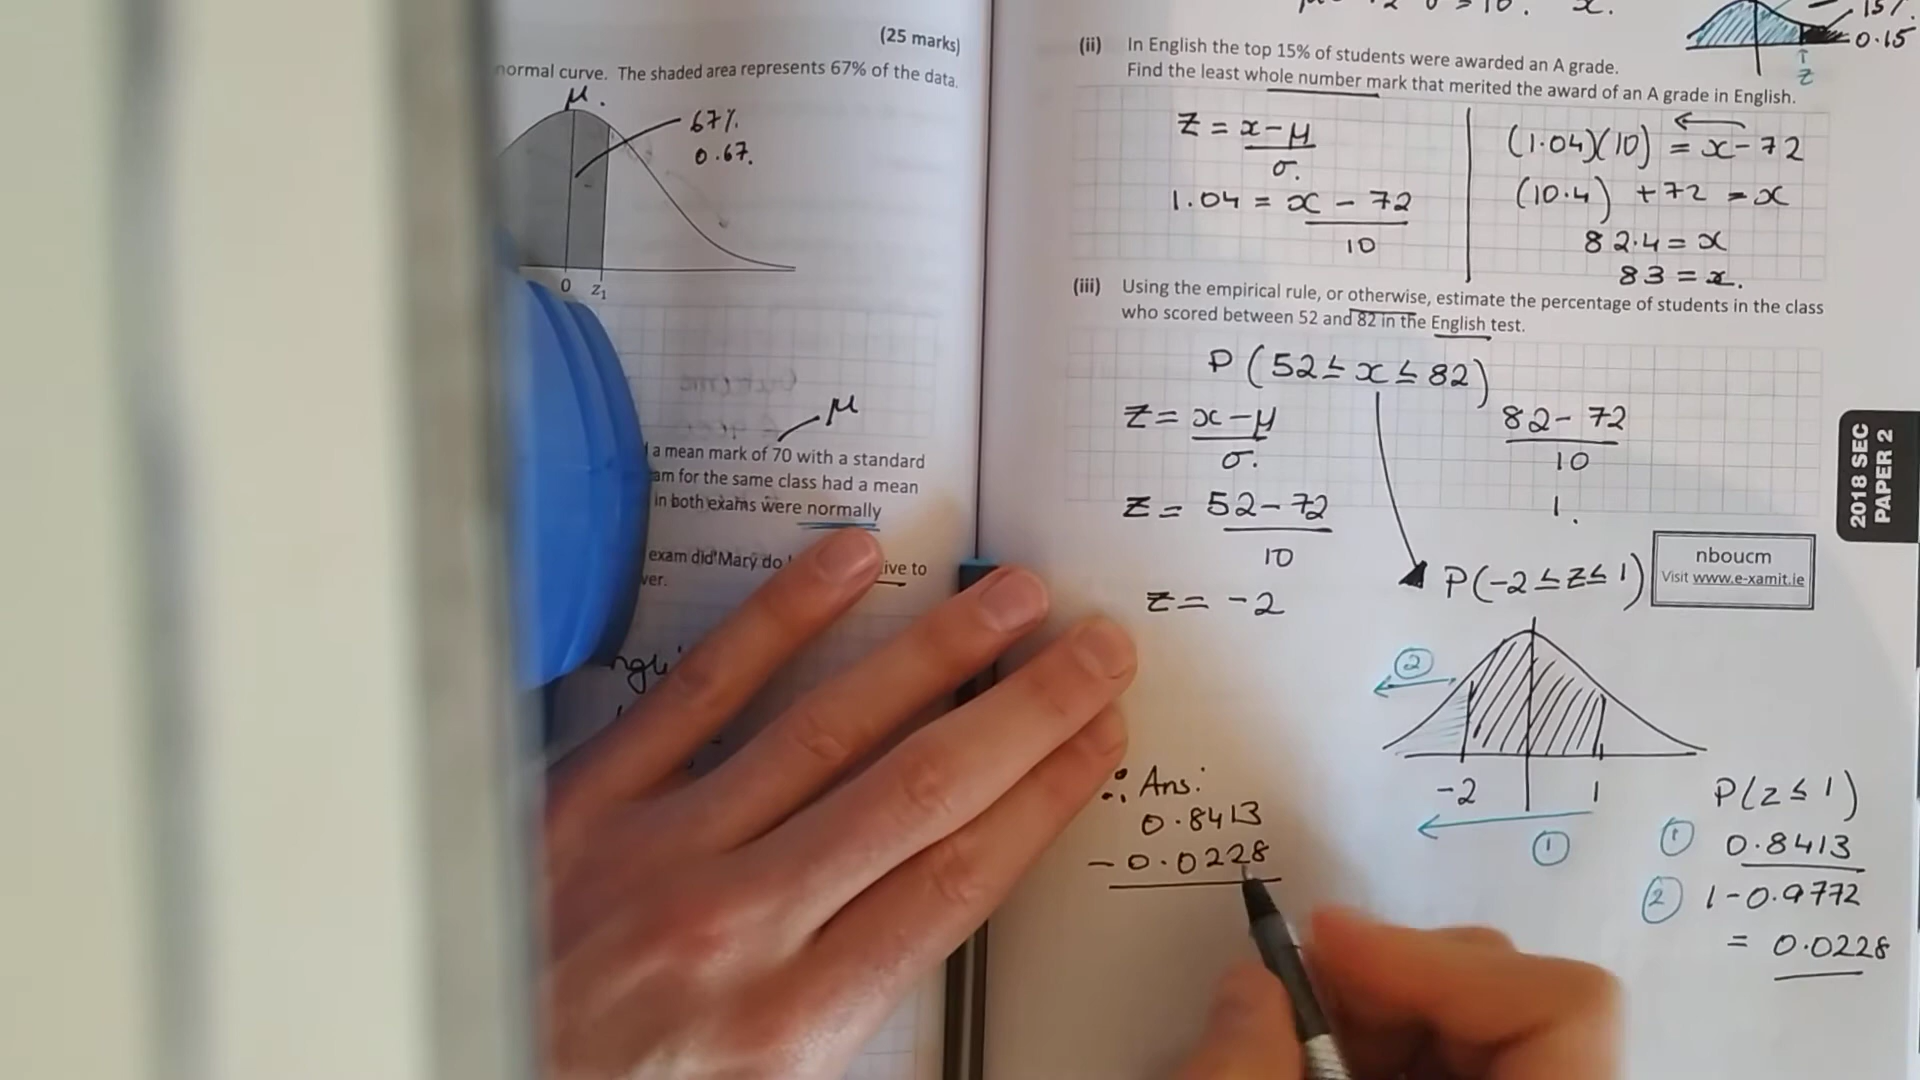 (25 marks)
normal curve. The shaded area represents 67% of the data.
μ.
67%
0.67.
0 z₁
μ
a mean mark of 70 with a standard
am for the same class had a mean
in both exams were normally
exam did Mary do
ive to
ver.
15%
0.15
z
(ii) In English the top 15% of students were awarded an A grade.
Find the least whole number mark that merited the award of an A grade in English.
z = x-μ
σ.
1.04 = x - 72
10
(1.04)(10) = x - 72
(10.4) +72 = x
82.4 = x
83 = x.
(iii) Using the empirical rule, or otherwise, estimate the percentage of students in the class
who scored between 52 and 82 in the English test.
P(52 ≤ x ≤ 82)
z = x-μ
σ.
z = 52-72
10
z = -2
82-72
10
1.
P(-2 ≤ z ≤ 1)
nboucm
Visit www.e-xamit.ie
2018 SEC
PAPER 2
②
-2 1
①
P(z ≤ 1)
① 0.8413
② 1-0.9772
= 0.0228
∴ Ans:
0.8413
- 0.0228